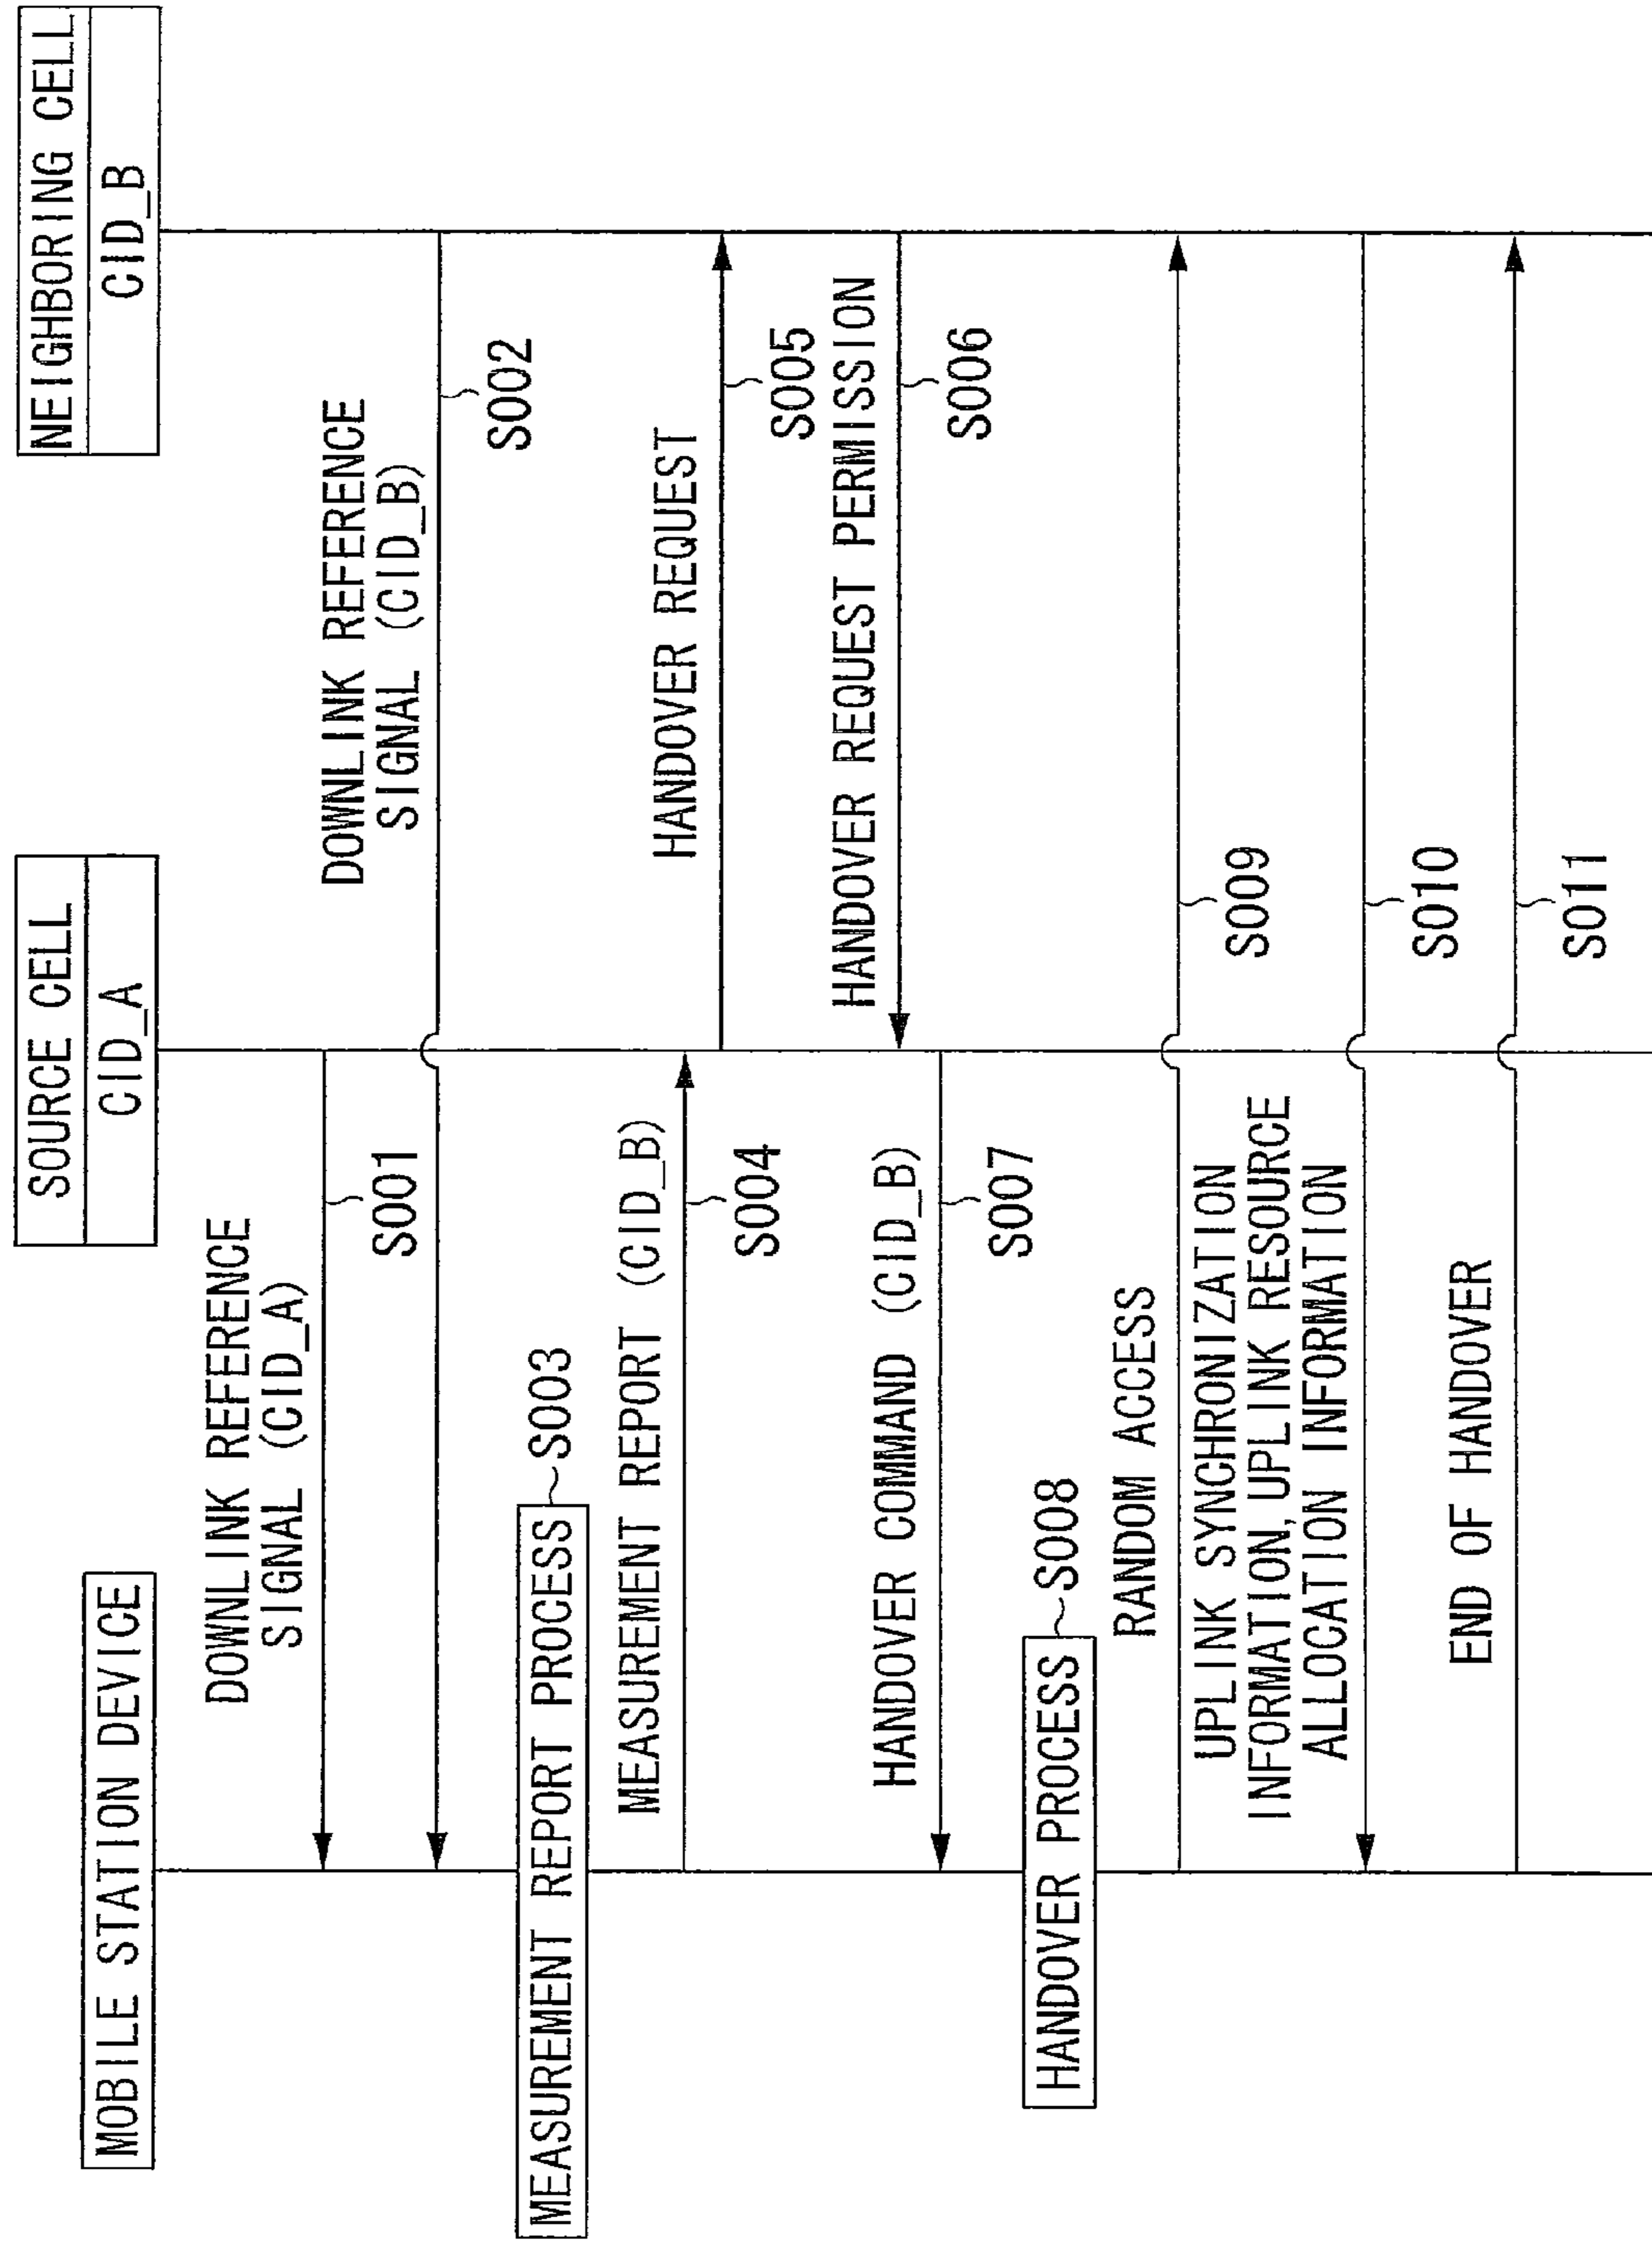 MOBILE STATION DEVICE
SOURCE CELL
CID_A
NEIGHBORING CELL
CID_B
DOWNLINK REFERENCE
SIGNAL (CID_A)
S001
DOWNLINK REFERENCE
SIGNAL (CID_B)
S002
MEASUREMENT REPORT PROCESS
S003
MEASUREMENT REPORT (CID_B)
S004
HANDOVER REQUEST
S005
HANDOVER REQUEST PERMISSION
S006
HANDOVER COMMAND (CID_B)
S007
HANDOVER PROCESS
S008
RANDOM ACCESS
S009
UPLINK SYNCHRONIZATION
INFORMATION, UPLINK RESOURCE
ALLOCATION INFORMATION
S010
END OF HANDOVER
S011